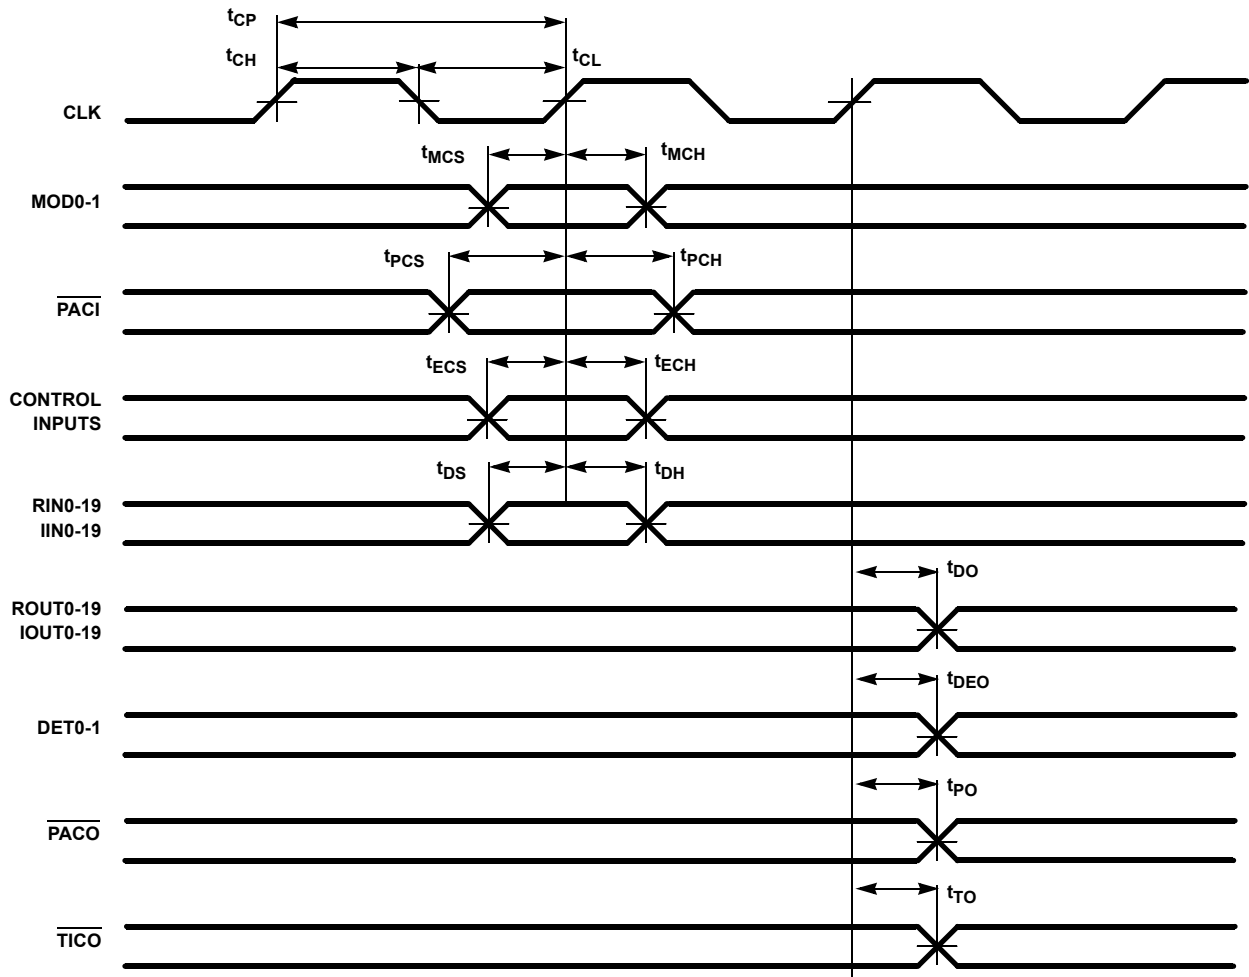 tCP
tCH
tCL
CLK
tMCS
tMCH
MOD0-1
tPCS
tPCH
PACI
tECS
tECH
CONTROL
INPUTS
tDS
tDH
RIN0-19
IIN0-19
tDO
ROUT0-19
IOUT0-19
tDEO
DET0-1
tPO
PACO
tTO
TICO